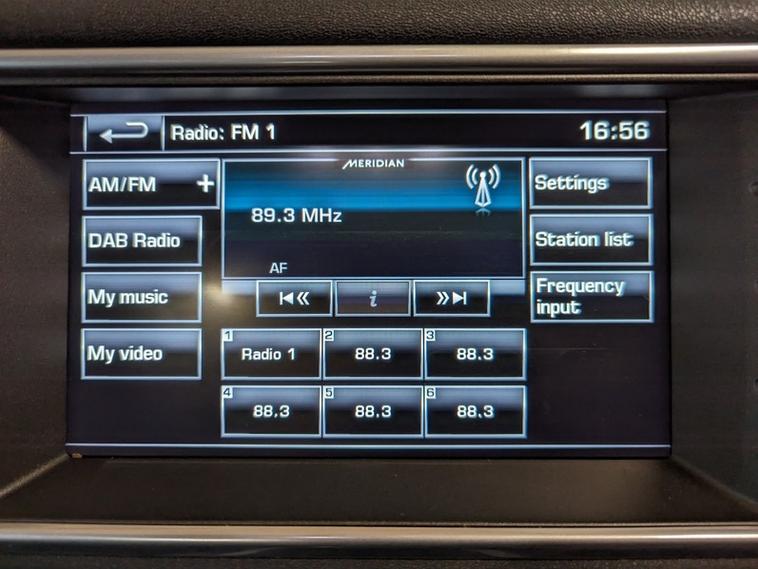 Radio: FM 1
16:56
AM/FM +
MERIDIAN
Settings
89.3 MHz
DAB Radio
Station list
AF
My music
i
Frequency
input
My video
1 Radio 1
2 88.3
3 88.3
4 88.3
5 88.3
6 88.3